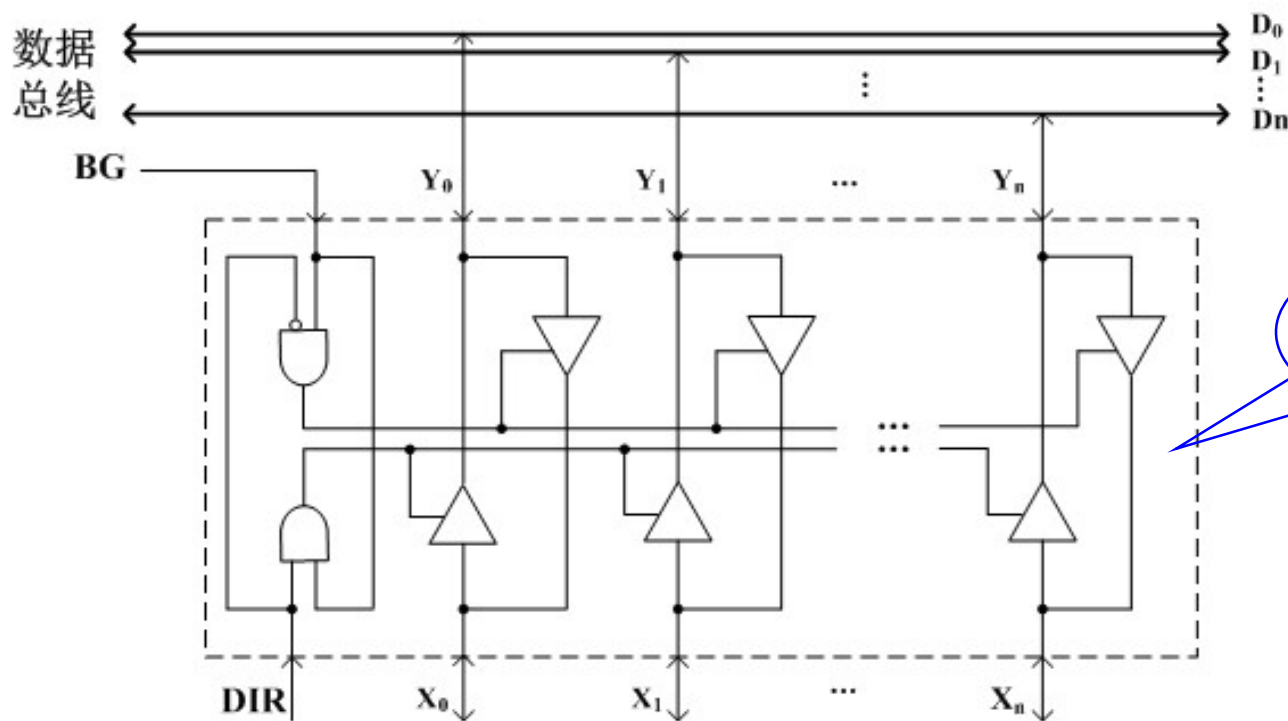 数据
总线
D₀
D₁
⋮
Dn
⋮
BG
Y₀ Y₁ ... Yₙ
... 
...
DIR X₀ X₁ ... Xₙ